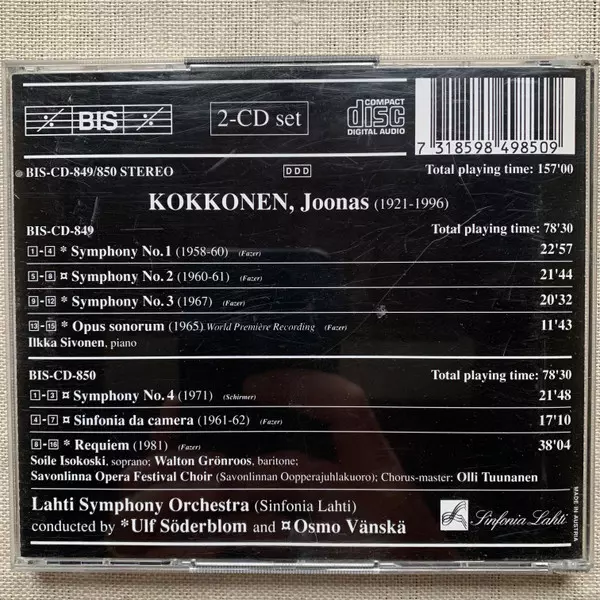 BIS
2-CD set
COMPACT
disc
DIGITAL AUDIO
7 318598 498509
BIS-CD-849/850 STEREO
D D D
Total playing time: 157'00
KOKKONEN, Joonas (1921-1996)
BIS-CD-849
Total playing time: 78'30
1-4 * Symphony No.1 (1958-60) (Fazer) 22'57
5-8 ¤ Symphony No.2 (1960-61) (Fazer) 21'44
9-12 * Symphony No.3 (1967) (Fazer) 20'32
13-15 * Opus sonorum (1965) World Première Recording (Fazer) 11'43
Ilkka Sivonen, piano
BIS-CD-850
Total playing time: 78'30
1-3 ¤ Symphony No.4 (1971) (Schirmer) 21'48
4-7 ¤ Sinfonia da camera (1961-62) (Fazer) 17'10
8-16 * Requiem (1981) (Fazer) 38'04
Soile Isokoski, soprano; Walton Grönroos, baritone;
Savonlinna Opera Festival Choir (Savonlinnan Oopperajuhlakuoro); Chorus-master: Olli Tuunanen
Lahti Symphony Orchestra (Sinfonia Lahti)
conducted by *Ulf Söderblom and ¤Osmo Vänskä
Sinfonia Lahti
MADE IN AUSTRIA